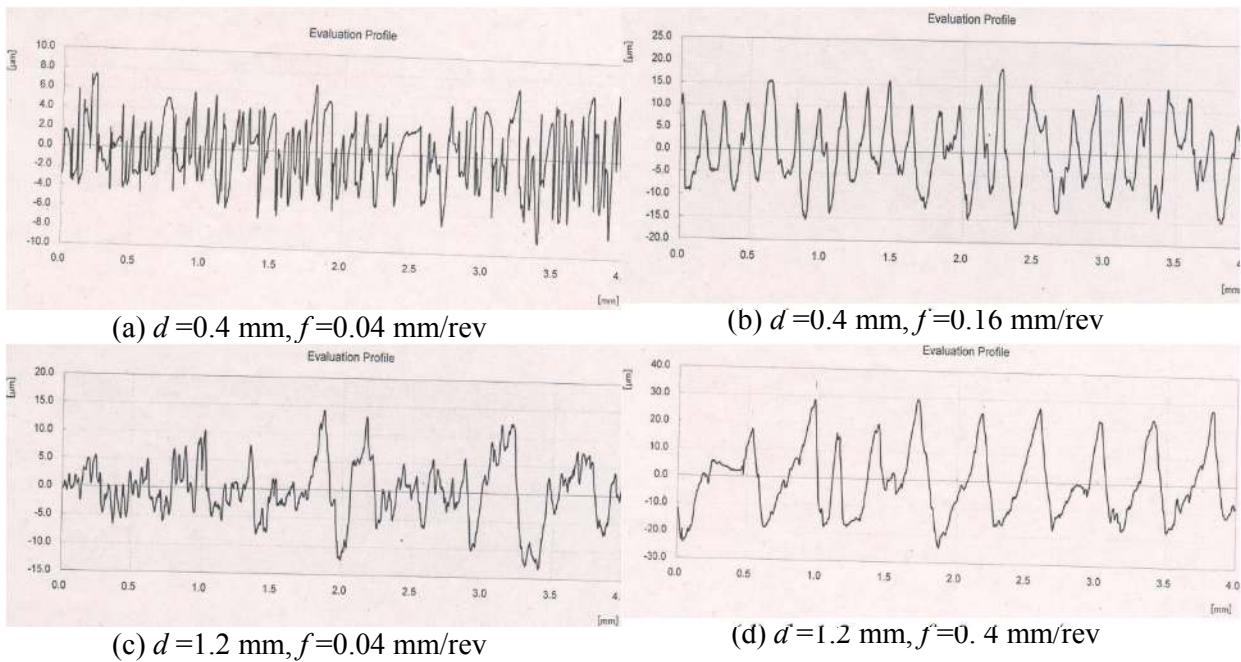 Evaluation Profile
[µm]
10.0
8.0
6.0
4.0
2.0
0.0
-2.0
-4.0
-6.0
-8.0
-10.0
0.0 0.5 1.0 1.5 2.0 2.5 3.0 3.5 4.
[mm]
(a) d =0.4 mm, f =0.04 mm/rev
Evaluation Profile
[µm]
25.0
20.0
15.0
10.0
5.0
0.0
-5.0
-10.0
-15.0
-20.0
0.0 0.5 1.0 1.5 2.0 2.5 3.0 3.5 4.0
[mm]
(b) d =0.4 mm, f =0.16 mm/rev
Evaluation Profile
[µm]
20.0
15.0
10.0
5.0
0.0
-5.0
-10.0
-15.0
0.0 0.5 1.0 1.5 2.0 2.5 3.0 3.5 4.
[mm]
(c) d =1.2 mm, f =0.04 mm/rev
Evaluation Profile
[µm]
40.0
30.0
20.0
10.0
0.0
-10.0
-20.0
-30.0
0.0 0.5 1.0 1.5 2.0 2.5 3.0 3.5 4.0
[mm]
(d) d =1.2 mm, f =0. 4 mm/rev